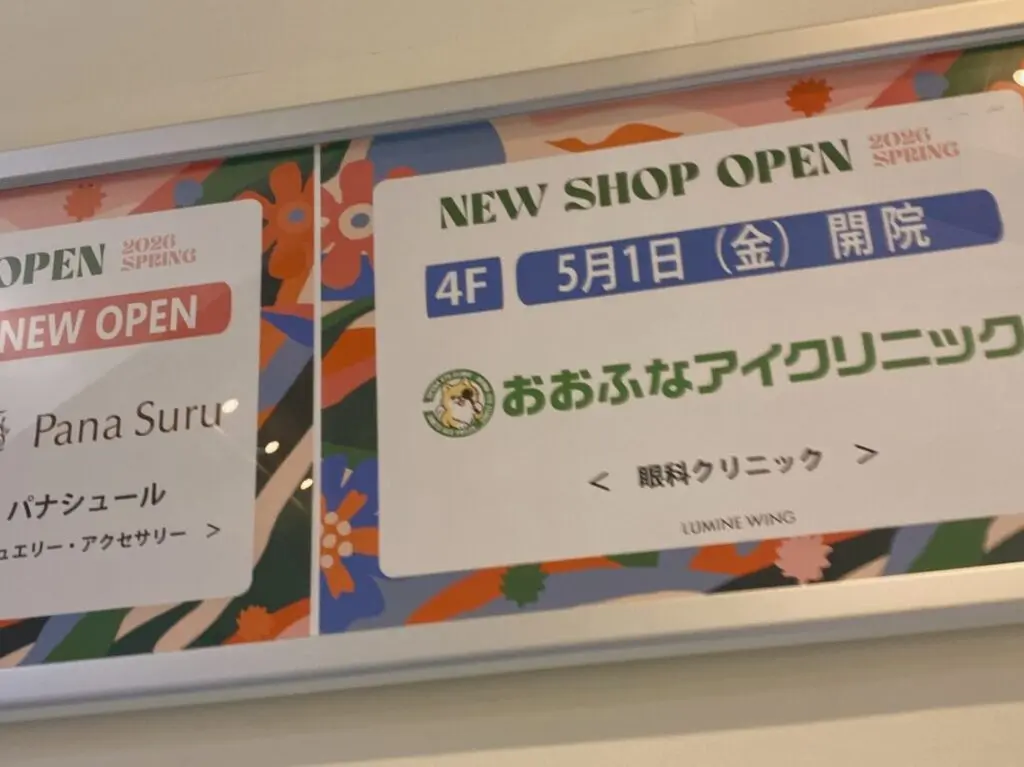 OPEN
2026
SPRING
NEW OPEN
Pana Suru
パナシュール
ュエリー・アクセサリー >
NEW SHOP OPEN
2026
SPRING
4F 5月1日（金） 開院
おおふなアイクリニック
< 眼科クリニック >
LUMINE WING